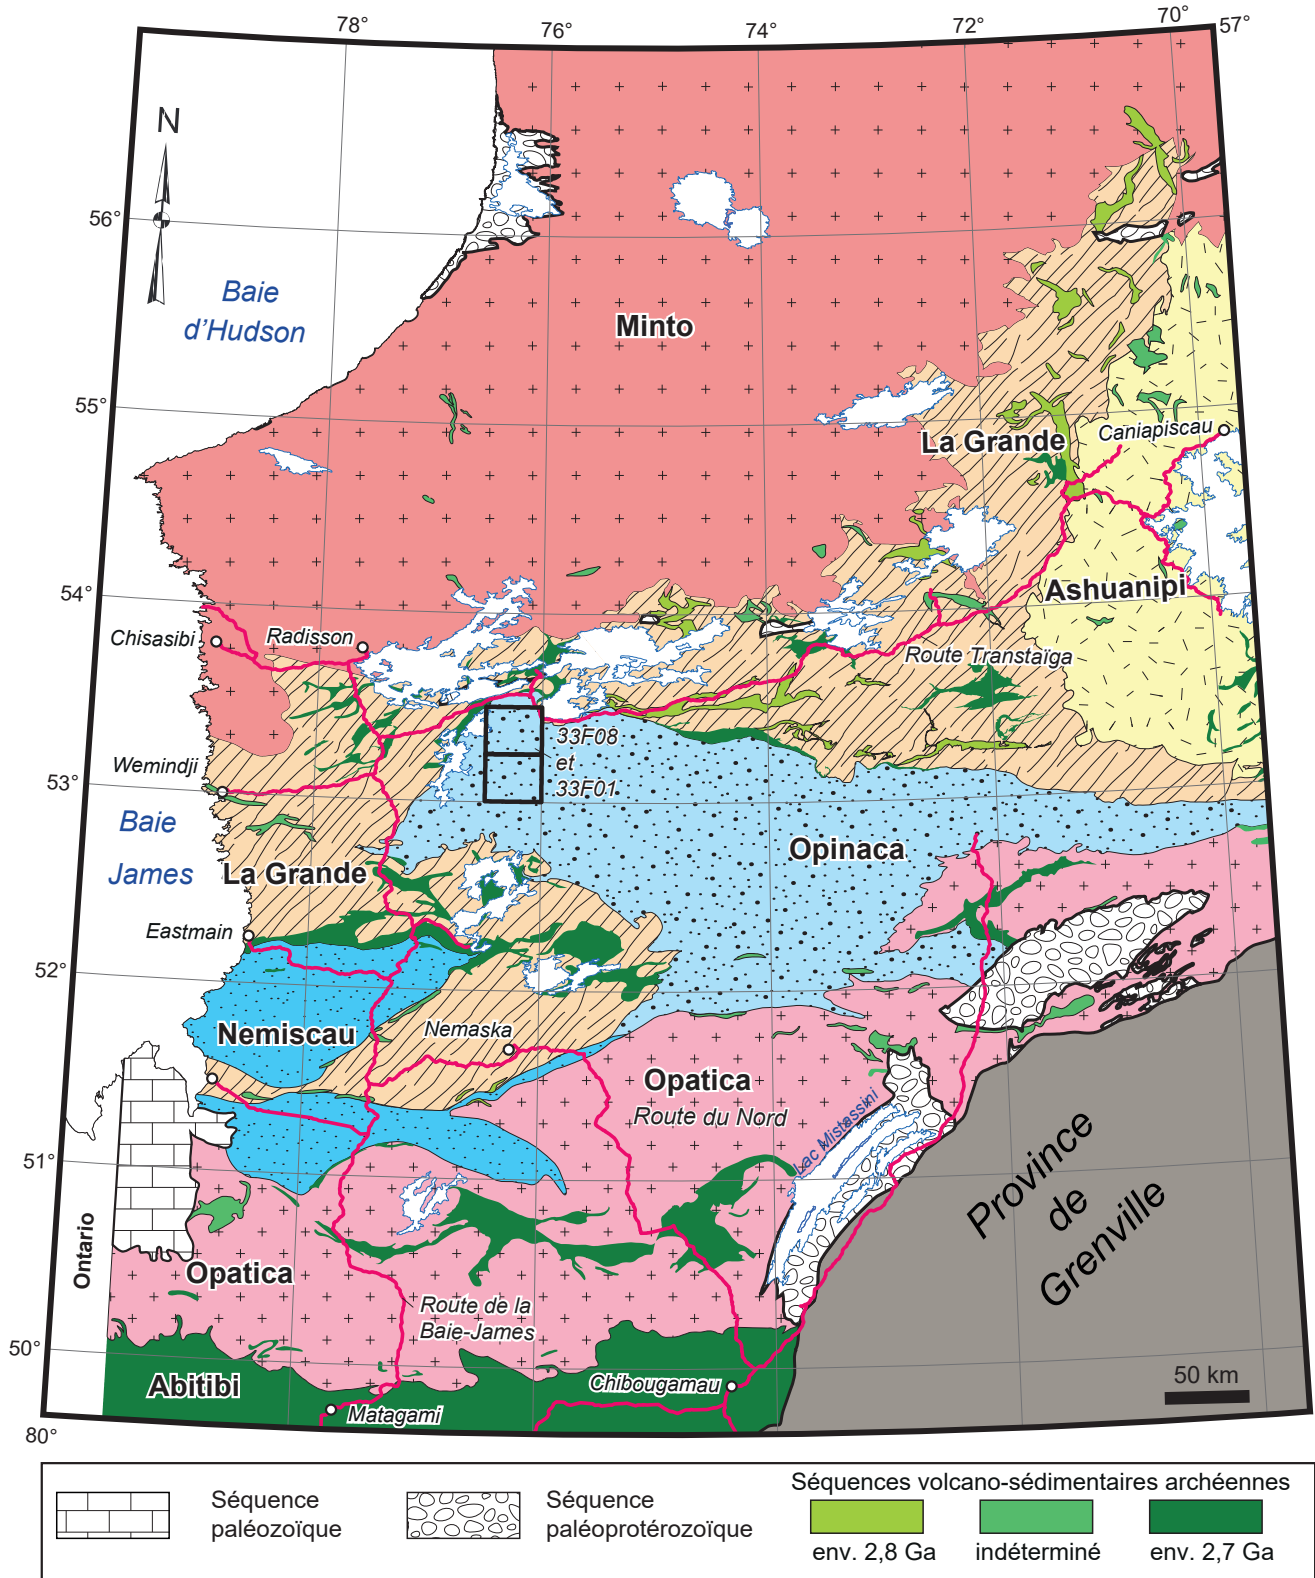 78°
76°
74°
72°
70°
57°
N
56°
Baie
d'Hudson
Minto
55°
La Grande
Caniapiscau
54°
Ashuanipi
Chisasibi
Radisson
Route Transtaïga
33F08
et
33F01
Wemindji
53°
Baie
James
Opinaca
La Grande
Eastmain
52°
Nemiscau
Nemaska
Opatica
Route du Nord
Lac Mistassini
51°
Province
de
Grenville
Ontario
Opatica
Route de la
Baie-James
50°
Abitibi
Chibougamau
50 km
Matagami
80°
Séquence
paléozoïque
Séquence
paléoprotérozoïque
Séquences volcano-sédimentaires archéennes
env. 2,8 Ga
indéterminé
env. 2,7 Ga